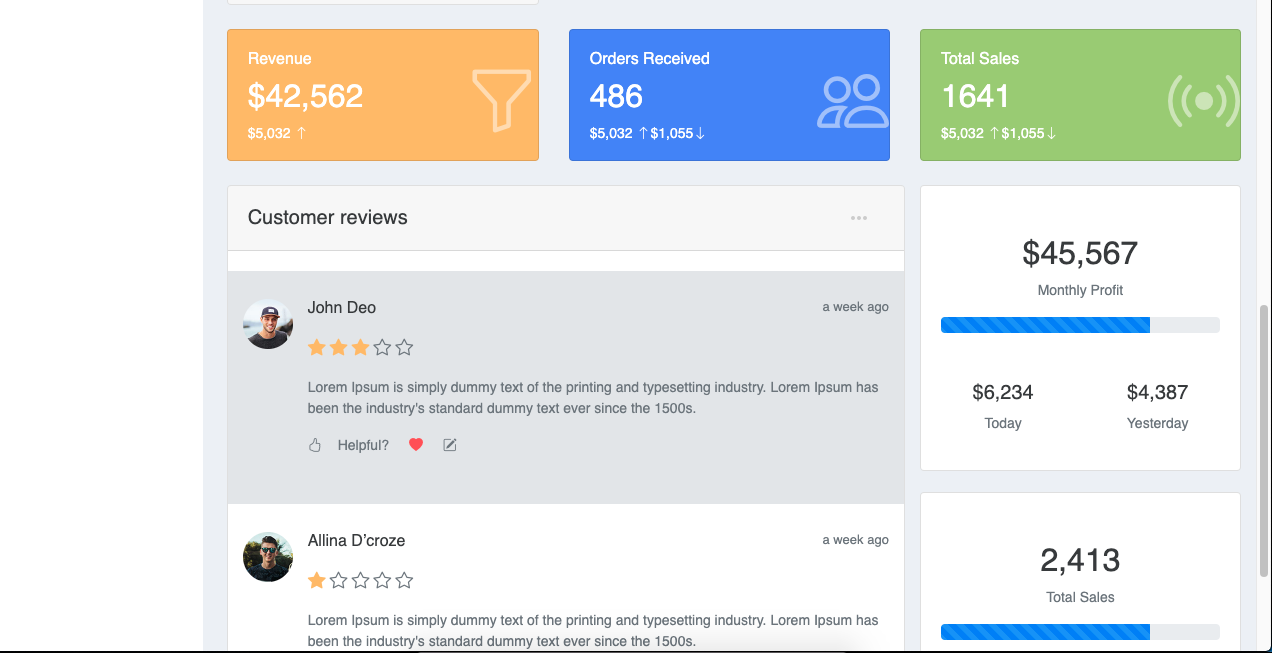 Revenue
$42,562
$5,032 ↑
Orders Received
486
$5,032 ↑$1,055↓
Total Sales
1641
$5,032 ↑$1,055↓
Customer reviews
John Deo
a week ago
Lorem Ipsum is simply dummy text of the printing and typesetting industry. Lorem Ipsum has
been the industry's standard dummy text ever since the 1500s.
Helpful?
Allina D'croze
a week ago
Lorem Ipsum is simply dummy text of the printing and typesetting industry. Lorem Ipsum has
been the industry's standard dummy text ever since the 1500s.
$45,567
Monthly Profit
$6,234
Today
$4,387
Yesterday
2,413
Total Sales